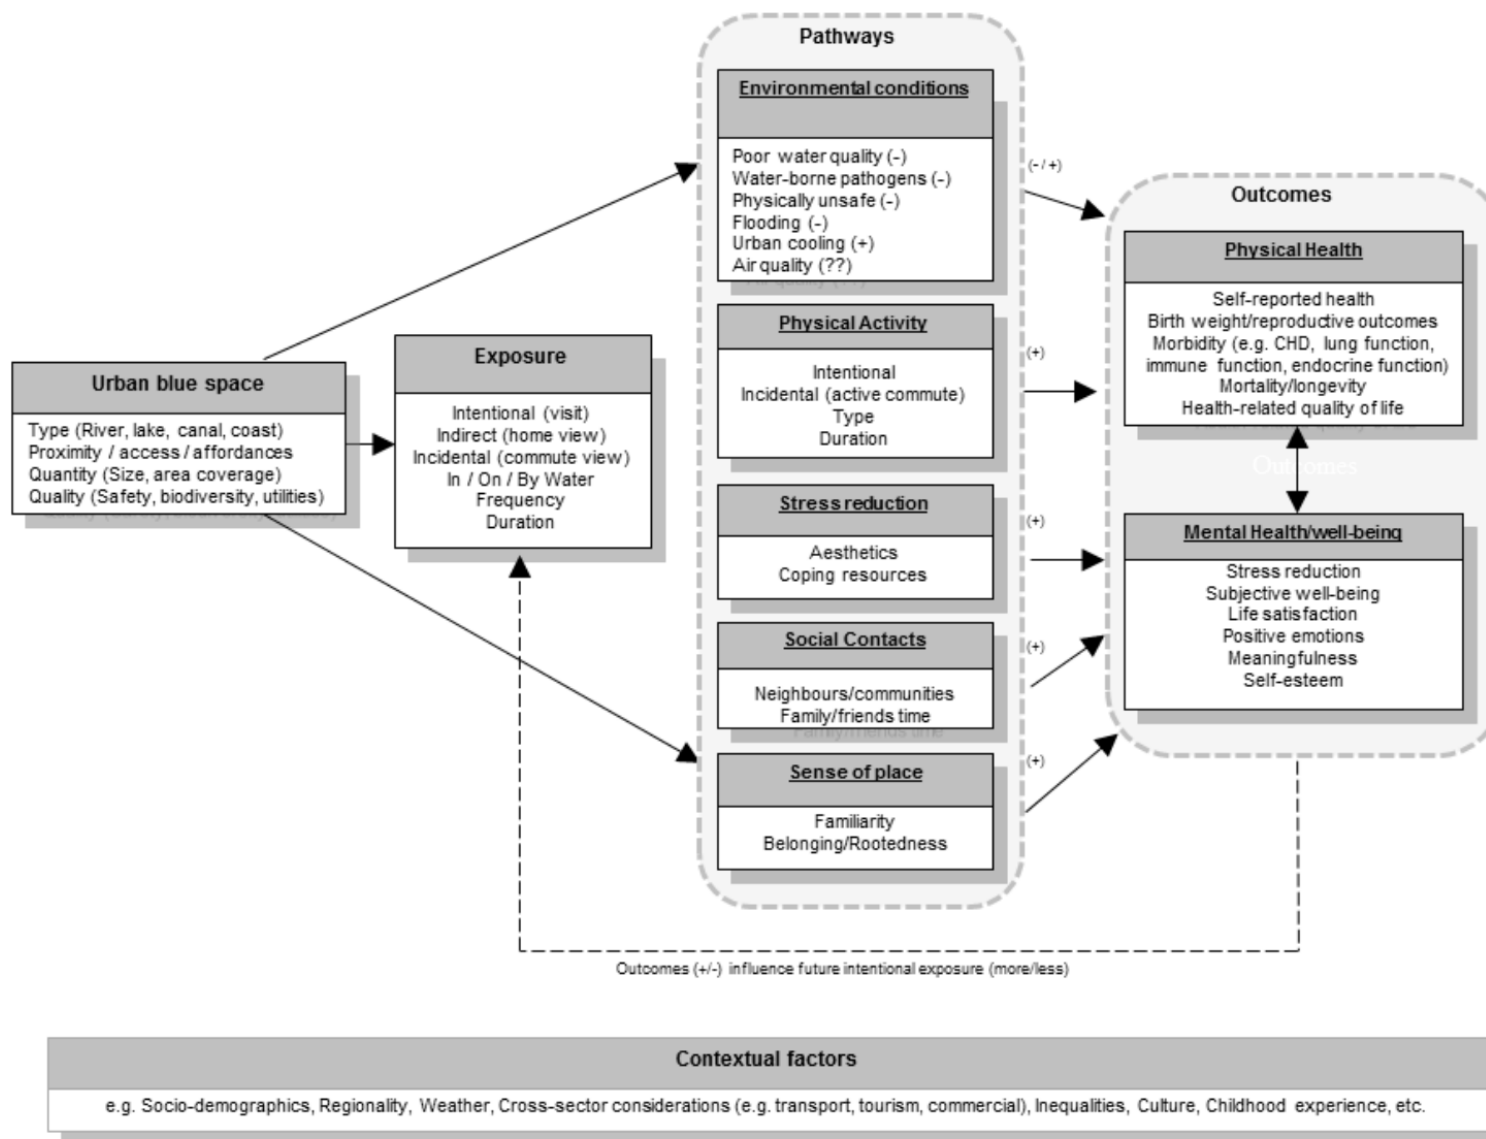 Pathways
Environmental conditions
Poor water quality (-)
Water-borne pathogens (-)
Physically unsafe (-)
Flooding (-)
Urban cooling (+)
Air quality (??)
Physical Activity
Intentional
Incidental (active commute)
Type
Duration
Stress reduction
Aesthetics
Coping resources
Social Contacts
Neighbours/communities
Family/friends time
Sense of place
Familiarity
Belonging/Rootedness
Urban blue space
Type (River, lake, canal, coast)
Proximity / access / affordances
Quantity (Size, area coverage)
Quality (Safety, biodiversity, utilities)
Exposure
Intentional (visit)
Indirect (home view)
Incidental (commute view)
In / On / By Water
Frequency
Duration
(- / +)
(+)
(+)
(+)
(+)
Outcomes
Physical Health
Self-reported health
Birth weight/reproductive outcomes
Morbidity (e.g. CHD, lung function,
immune function, endocrine function)
Mortality/longevity
Health-related quality of life
Outcomes
Mental Health/well-being
Stress reduction
Subjective well-being
Life satisfaction
Positive emotions
Meaningfulness
Self-esteem
Outcomes (+/-) influence future intentional exposure (more/less)
Contextual factors
e.g. Socio-demographics, Regionality, Weather, Cross-sector considerations (e.g. transport, tourism, commercial), Inequalities, Culture, Childhood experience, etc.